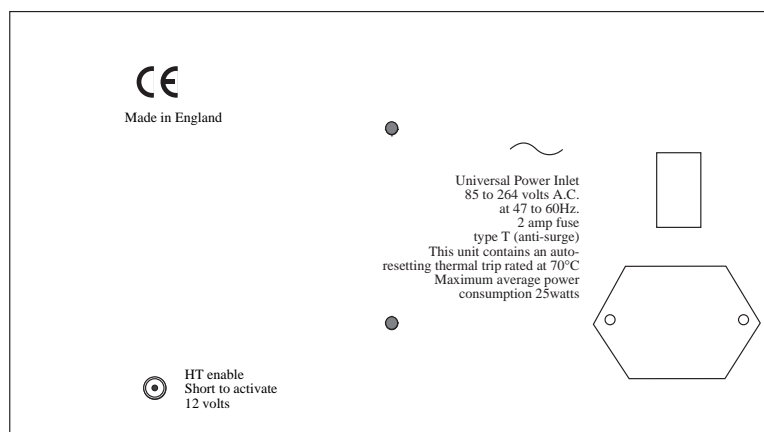 CE
Made in England
Universal Power Inlet
85 to 264 volts A.C.
at 47 to 60Hz.
2 amp fuse
type T (anti-surge)
This unit contains an auto-
resetting thermal trip rated at 70°C
Maximum average power
consumption 25watts
HT enable
Short to activate
12 volts